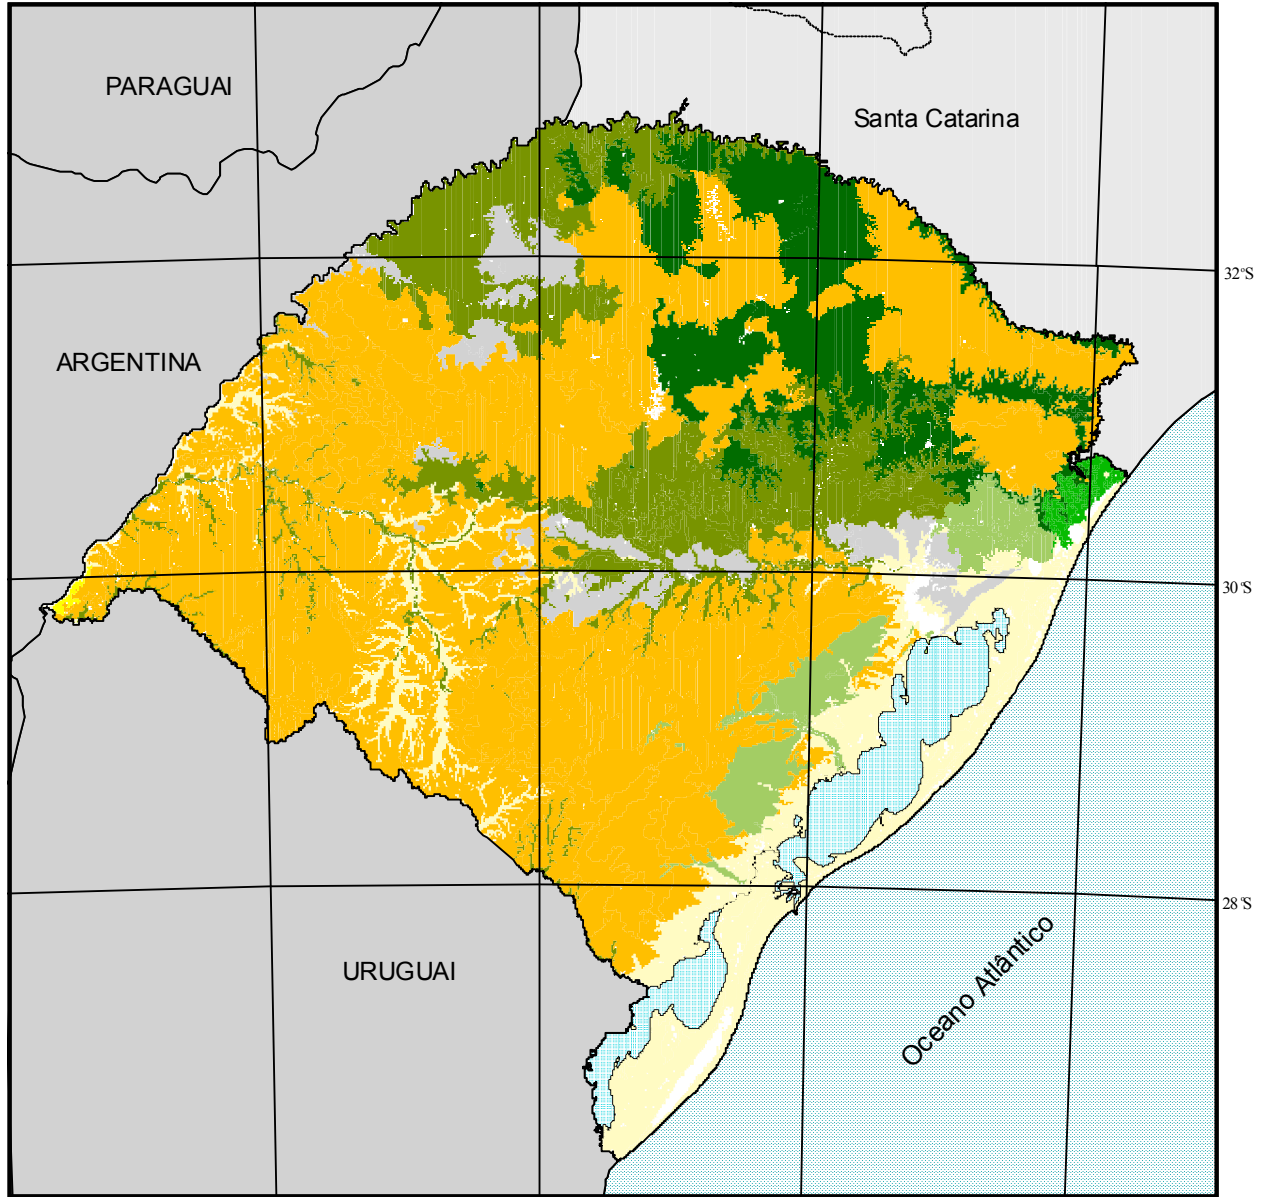 PARAGUAI
Santa Catarina
32°S
ARGENTINA
30°S
28°S
URUGUAI
Oceano Atlântico